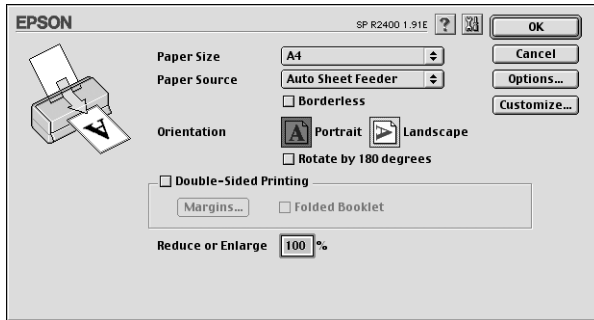 EPSON
SP R2400 1.91E
?
OK
Paper Size
A4
Cancel
Paper Source
Auto Sheet Feeder
Options...
Borderless
Customize...
Orientation
A
Portrait
Landscape
Rotate by 180 degrees
Double-Sided Printing
Margins...
Folded Booklet
Reduce or Enlarge
100
%